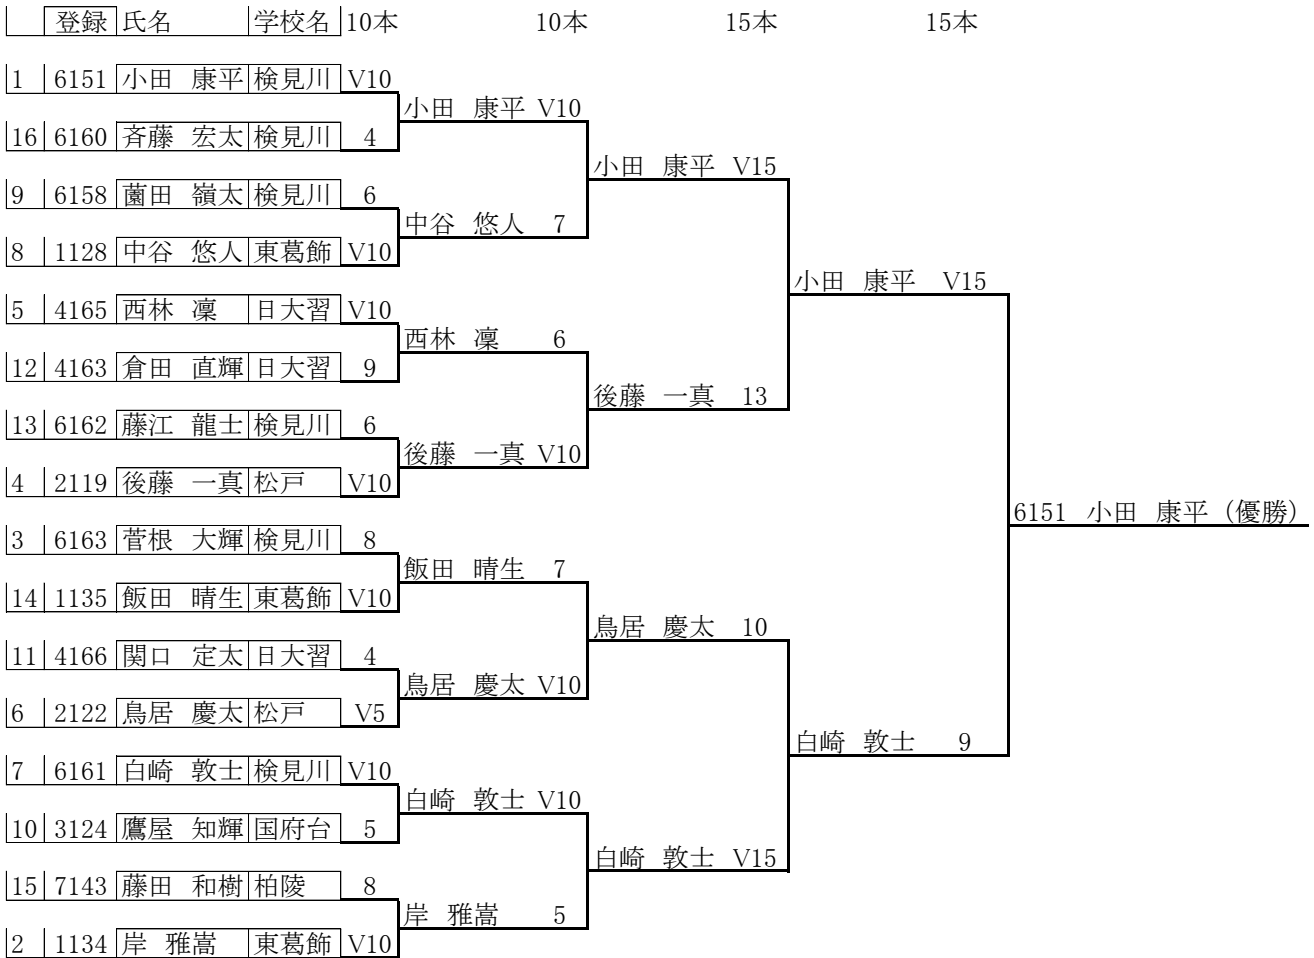 登録 氏名 学校名 10本 10本 15本 15本
1 6151 小田 康平 検見川 V10
小田 康平 V10
16 6160 斉藤 宏太 検見川 4
小田 康平 V15
9 6158 薗田 嶺太 検見川 6
中谷 悠人 7
8 1128 中谷 悠人 東葛飾 V10
小田 康平 V15
5 4165 西林 凜 日大習 V10
西林 凜 6
12 4163 倉田 直輝 日大習 9
後藤 一真 13
13 6162 藤江 龍士 検見川 6
後藤 一真 V10
4 2119 後藤 一真 松戸 V10
6151 小田 康平 (優勝)
3 6163 菅根 大輝 検見川 8
飯田 晴生 7
14 1135 飯田 晴生 東葛飾 V10
鳥居 慶太 10
11 4166 関口 定太 日大習 4
鳥居 慶太 V10
6 2122 鳥居 慶太 松戸 V5
白崎 敦士 9
7 6161 白崎 敦士 検見川 V10
白崎 敦士 V10
10 3124 鷹屋 知輝 国府台 5
白崎 敦士 V15
15 7143 藤田 和樹 柏陵 8
岸 雅嵩 5
2 1134 岸 雅嵩 東葛飾 V10